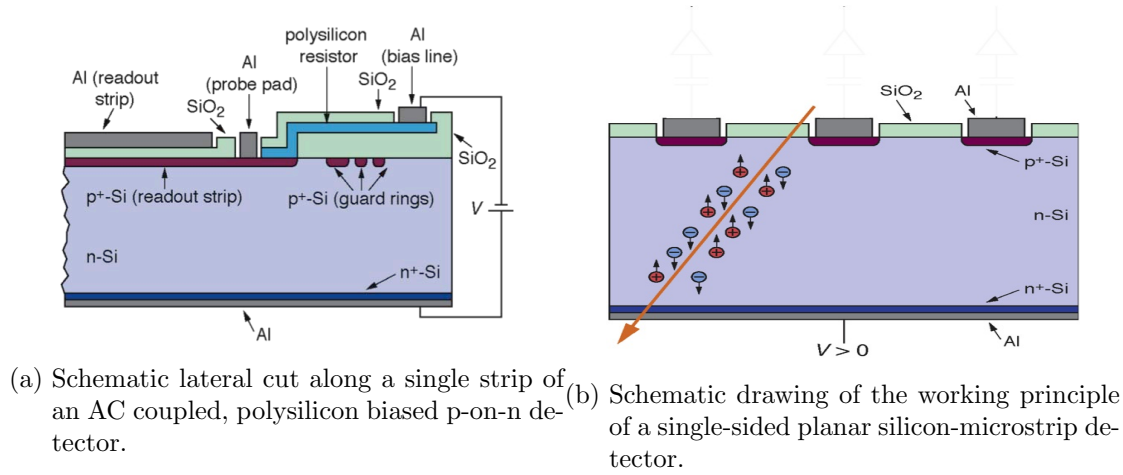 polysilicon
resistor
Al
(bias line)
Al (readout
strip)
Al
(probe pad)
SiO2
SiO2
SiO2
p+-Si (readout strip)
p+-Si (guard rings)
V
n-Si
n+-Si
Al
(a) Schematic lateral cut along a single strip of
an AC coupled, polysilicon biased p-on-n de-
tector.
SiO2
Al
p+-Si
n-Si
n+-Si
Al
V > 0
(b) Schematic drawing of the working principle
of a single-sided planar silicon-microstrip de-
tector.